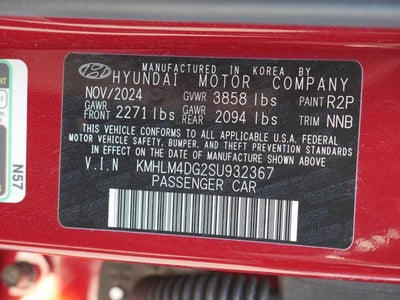 MANUFACTURED IN KOREA BY
HYUNDAI MOTOR COMPANY
NOV/2024 GVWR 3858 lbs PAINT R2P
GAWR FRONT 2271 lbs GAWR REAR 2094 lbs TRIM NNB
THIS VEHICLE CONFORMS TO ALL APPLICABLE U.S.A. FEDERAL
MOTOR VEHICLE SAFETY, BUMPER, AND THEFT PREVENTION STANDARDS
IN EFFECT ON THE DATE OF MANUFACTURE SHOWN ABOVE.
V.I.N KMHLM4DG2SU932367
PASSENGER CAR
N57